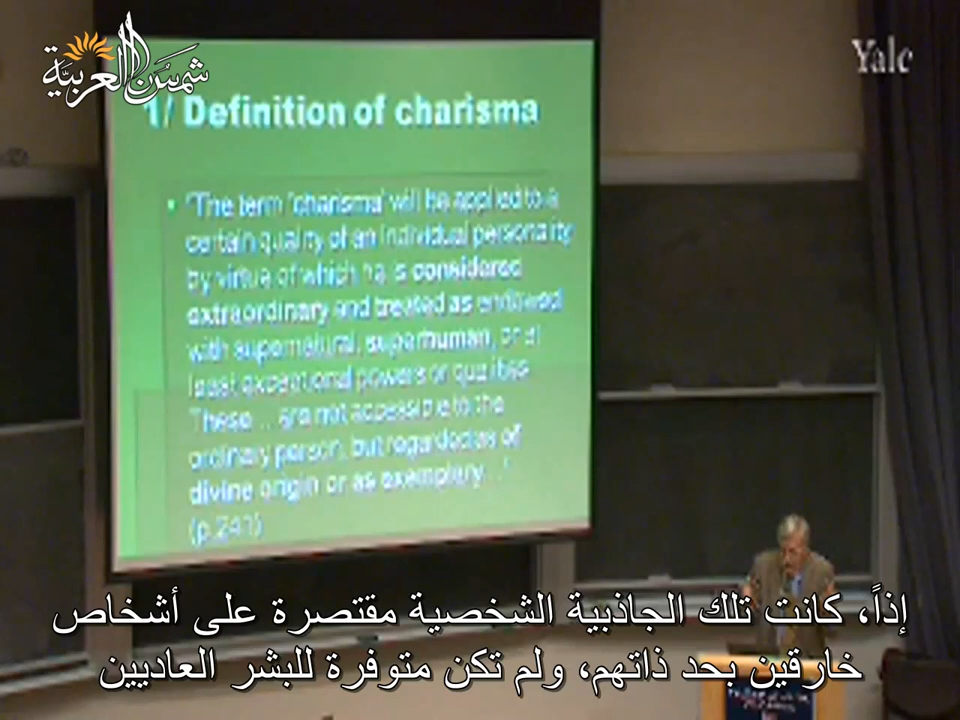 شمس العربية
Yale
1/ Definition of charisma
• 'The term 'charisma' will be applied to a
certain quality of an individual personality
by virtue of which he is considered
extraordinary and treated as endowed
with supernatural, superhuman, or at
least exceptional powers or qualities.
These ... are not accessible to the
ordinary person, but regarded as of
divine origin or as exemplary...'
(p.241)
إذاً، كانت تلك الجاذبية الشخصية مقتصرة على أشخاص
خارقين بحد ذاتهم، ولم تكن متوفرة للبشر العاديين